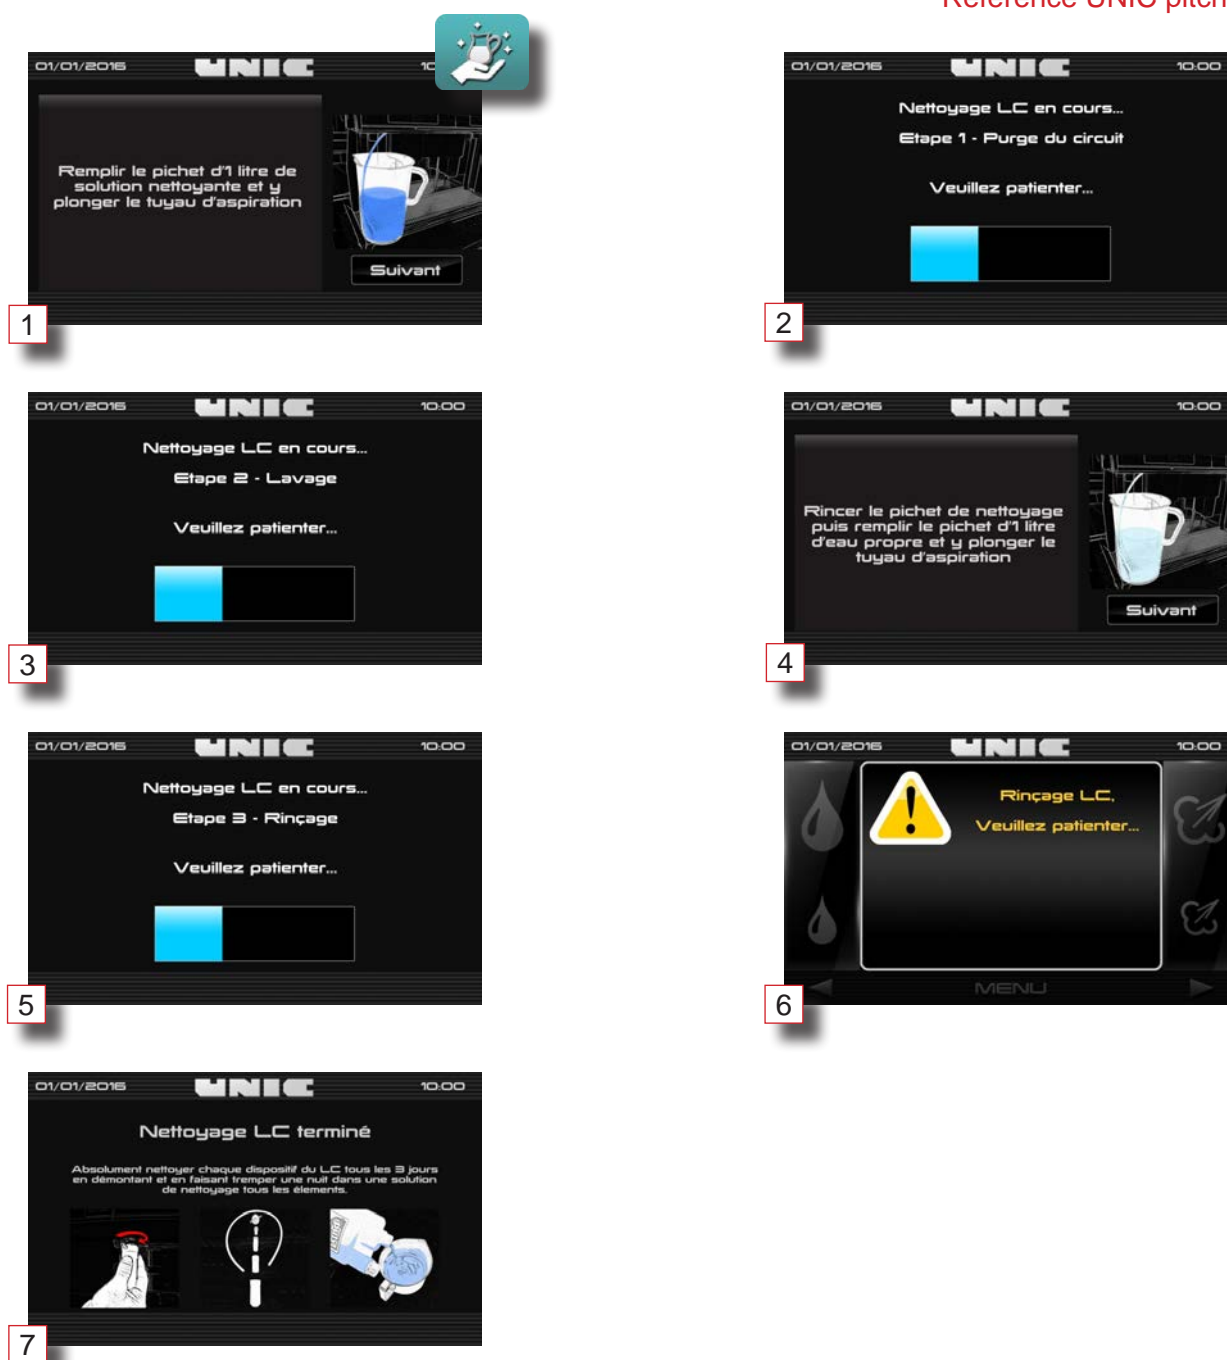 Référence UNIC pitch
01/01/2016 UNIC 10
Remplir le pichet d'1 litre de
solution nettoyante et y
plonger le tuyau d'aspiration
Suivant
1
01/01/2016 UNIC 10:00
Nettoyage LC en cours...
Etape 1 - Purge du circuit
Veuillez patienter...
2
01/01/2016 UNIC 10:00
Nettoyage LC en cours...
Etape 2 - Lavage
Veuillez patienter...
3
01/01/2016 UNIC 10:00
Rincer le pichet de nettoyage
puis remplir le pichet d'1 litre
d'eau propre et y plonger le
tuyau d'aspiration
Suivant
4
01/01/2016 UNIC 10:00
Nettoyage LC en cours...
Etape 3 - Rinçage
Veuillez patienter...
5
01/01/2016 UNIC 10:00
Rinçage LC,
Veuillez patienter...
MENU
6
01/01/2016 UNIC 10:00
Nettoyage LC terminé
Absolument nettoyer chaque dispositif du LC tous les 3 jours
en démontant et en faisant tremper une nuit dans une solution
de nettoyage tous les élements.
7